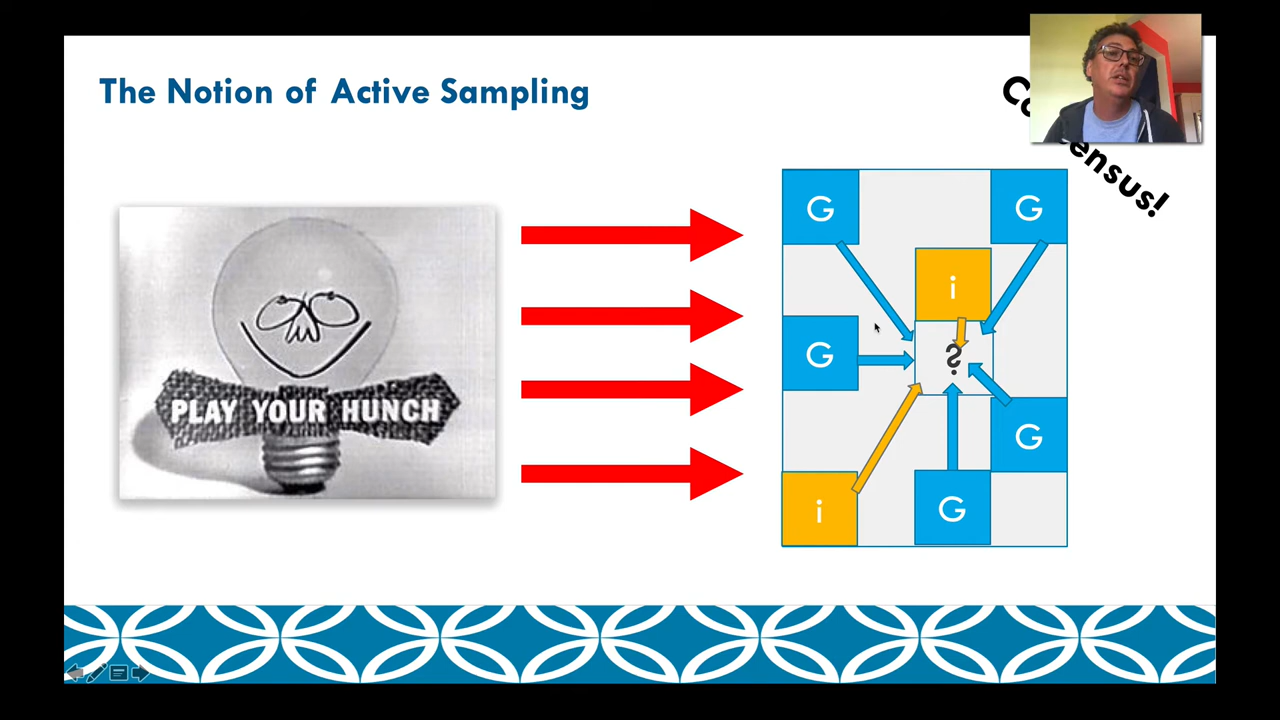 The Notion of Active Sampling
ensus!
G
G
i
G
?
PLAY YOUR HUNCH
G
i
G